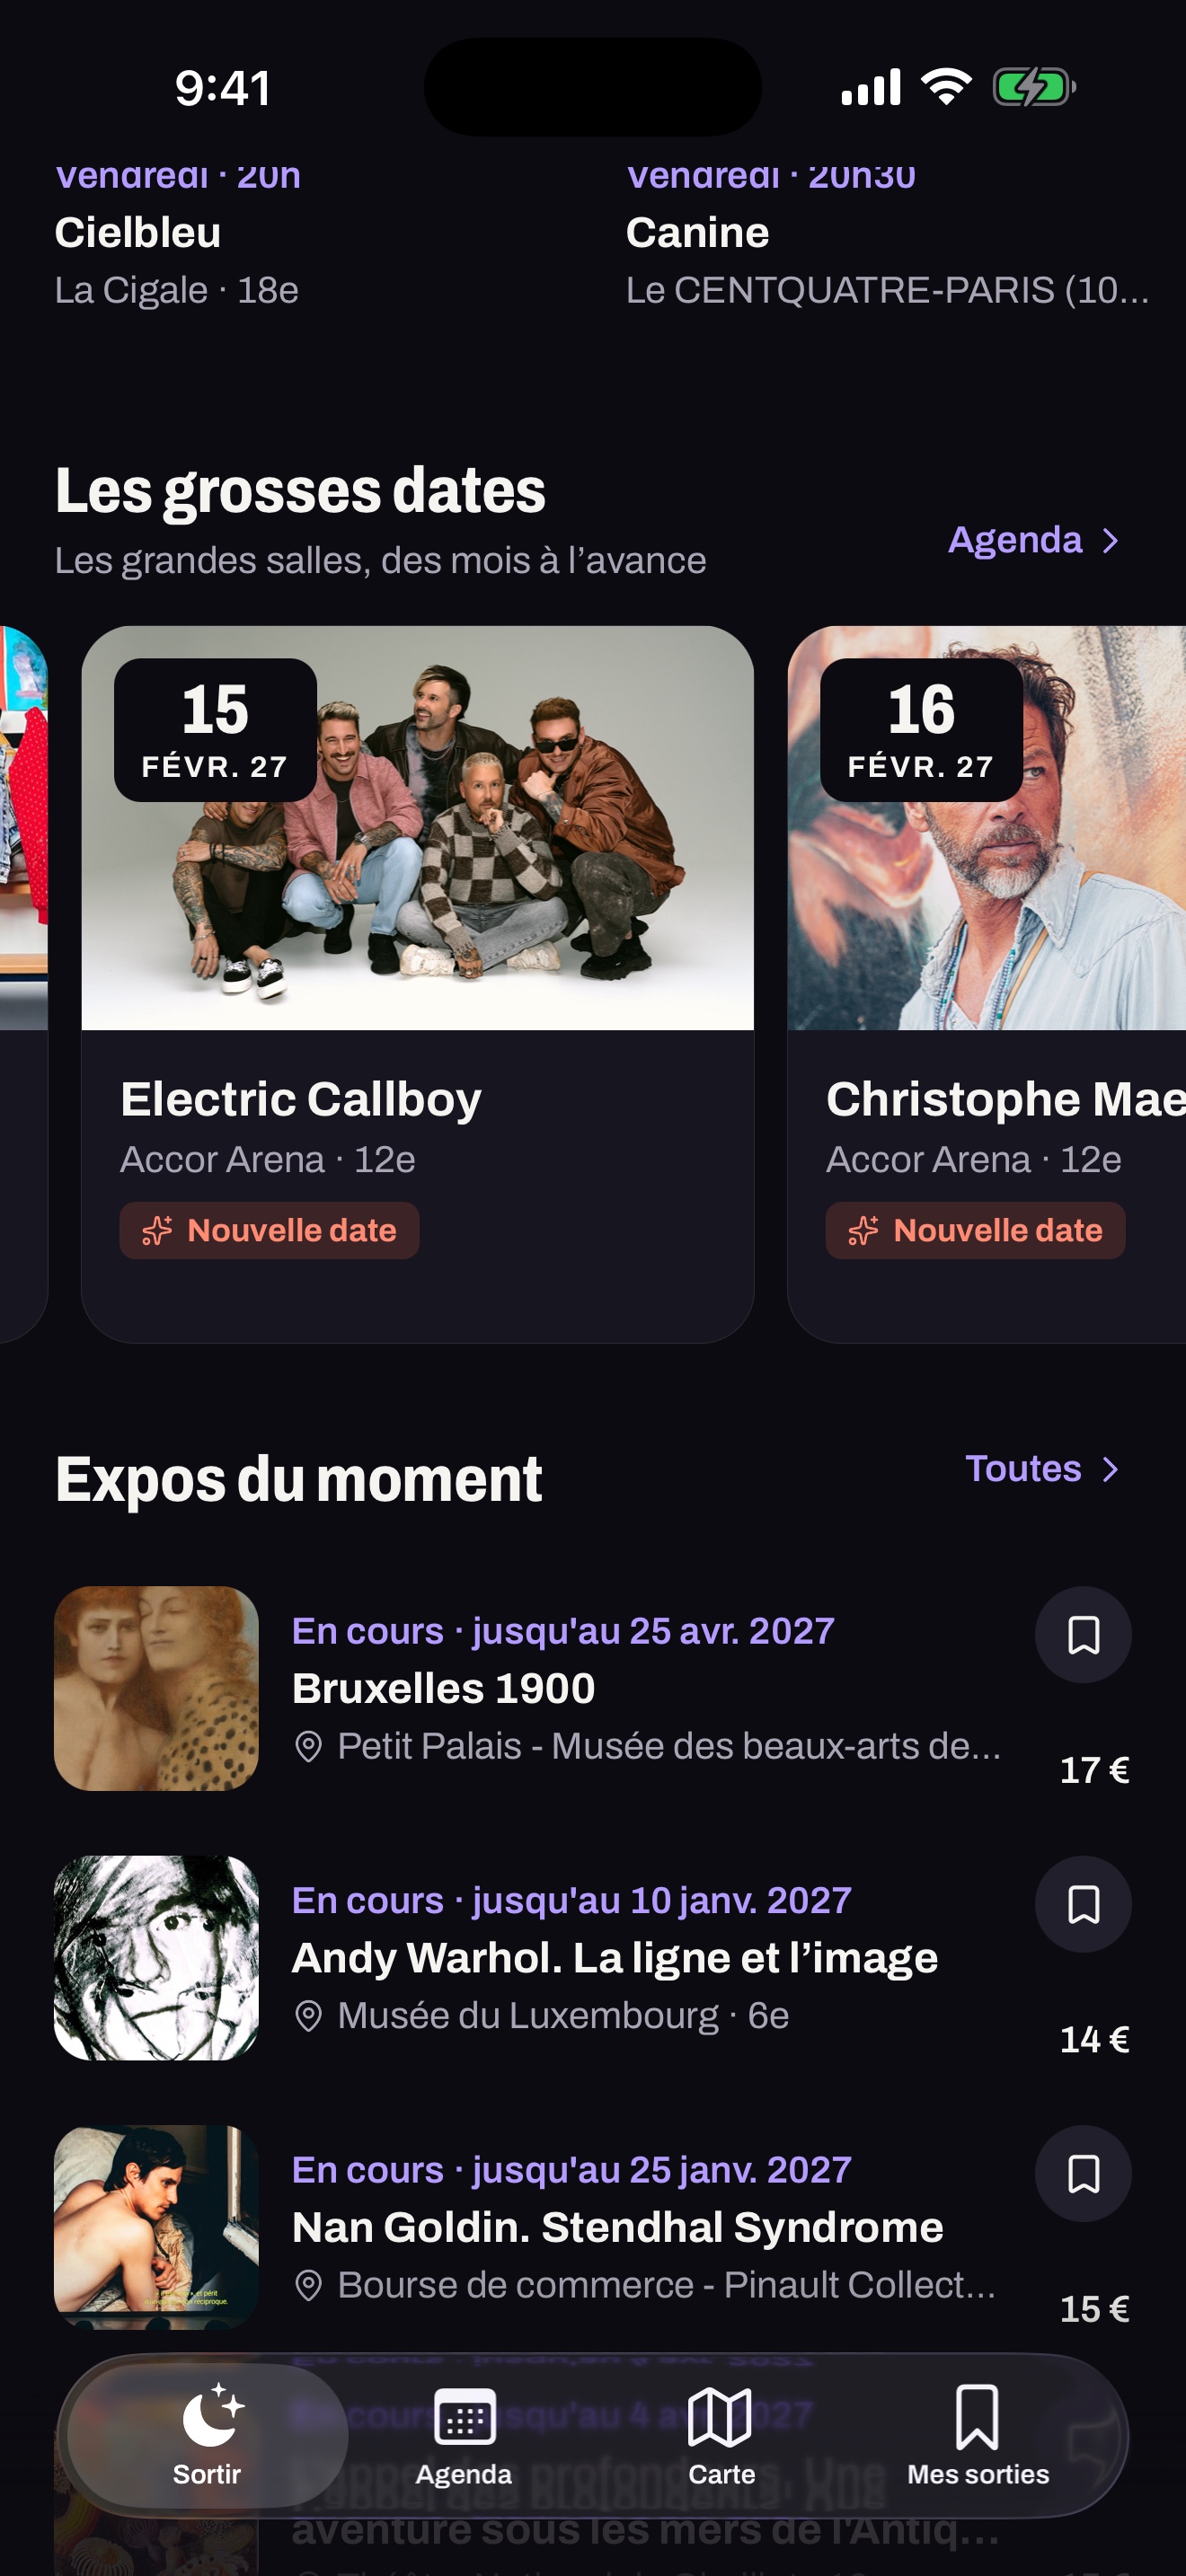 9:41
Vendredi · 20h
Vendredi · 20h30
Cielbleu
Canine
La Cigale · 18e
Le CENTQUATRE-PARIS (10...
Les grosses dates
Les grandes salles, des mois à l’avance
Agenda
15
FÉVR. 27
16
FÉVR. 27
Electric Callboy
Christophe Mae
Accor Arena · 12e
Accor Arena · 12e
Nouvelle date
Nouvelle date
Expos du moment
Toutes
En cours · jusqu'au 25 avr. 2027
Bruxelles 1900
Petit Palais - Musée des beaux-arts de...
17 €
En cours · jusqu'au 10 janv. 2027
Andy Warhol. La ligne et l’image
Musée du Luxembourg · 6e
14 €
En cours · jusqu'au 25 janv. 2027
Nan Goldin. Stendhal Syndrome
Bourse de commerce - Pinault Collect...
15 €
Sortir
Agenda
Carte
Mes sorties
aventure sous les mers de l'Antiq...